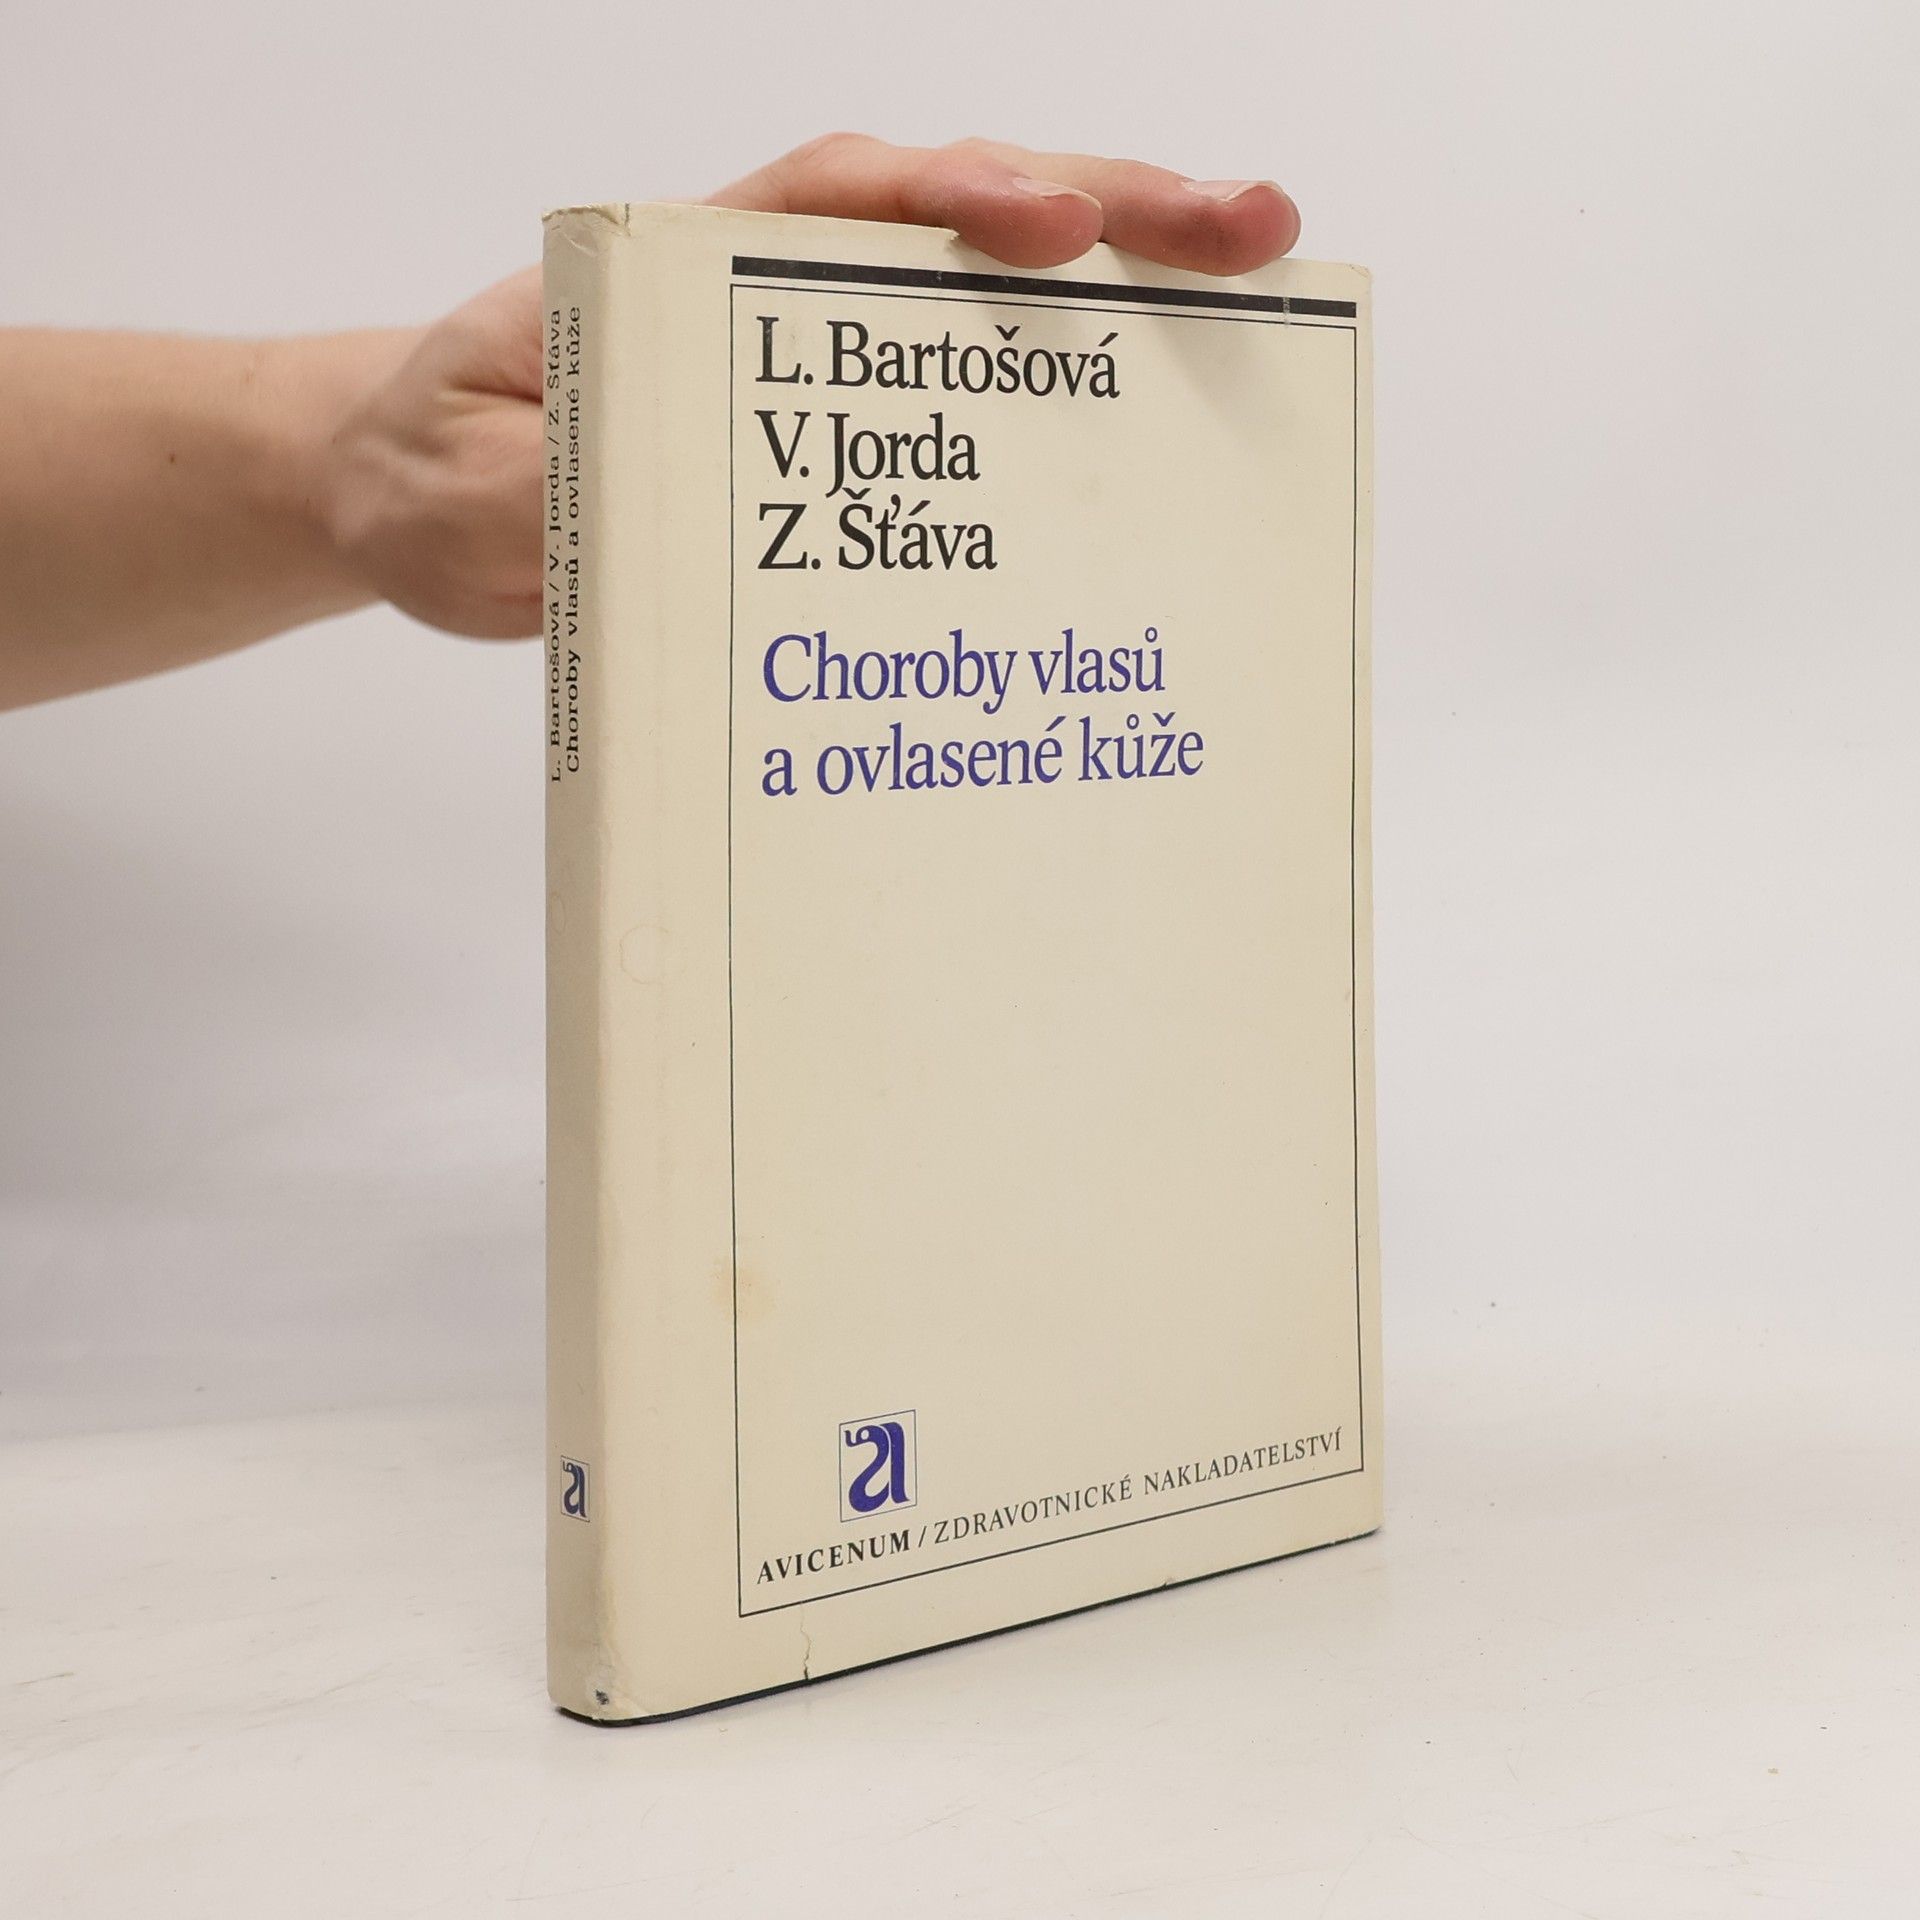 L. Bartošová / V. Jorda / Z. Šťáva
Choroby vlasů a ovlasené kůže
L. Bartošová
V. Jorda
Z. Šťáva
Choroby vlasů
a ovlasené kůže
AVICENUM / ZDRAVOTNICKÉ NAKLADATELSTVÍ